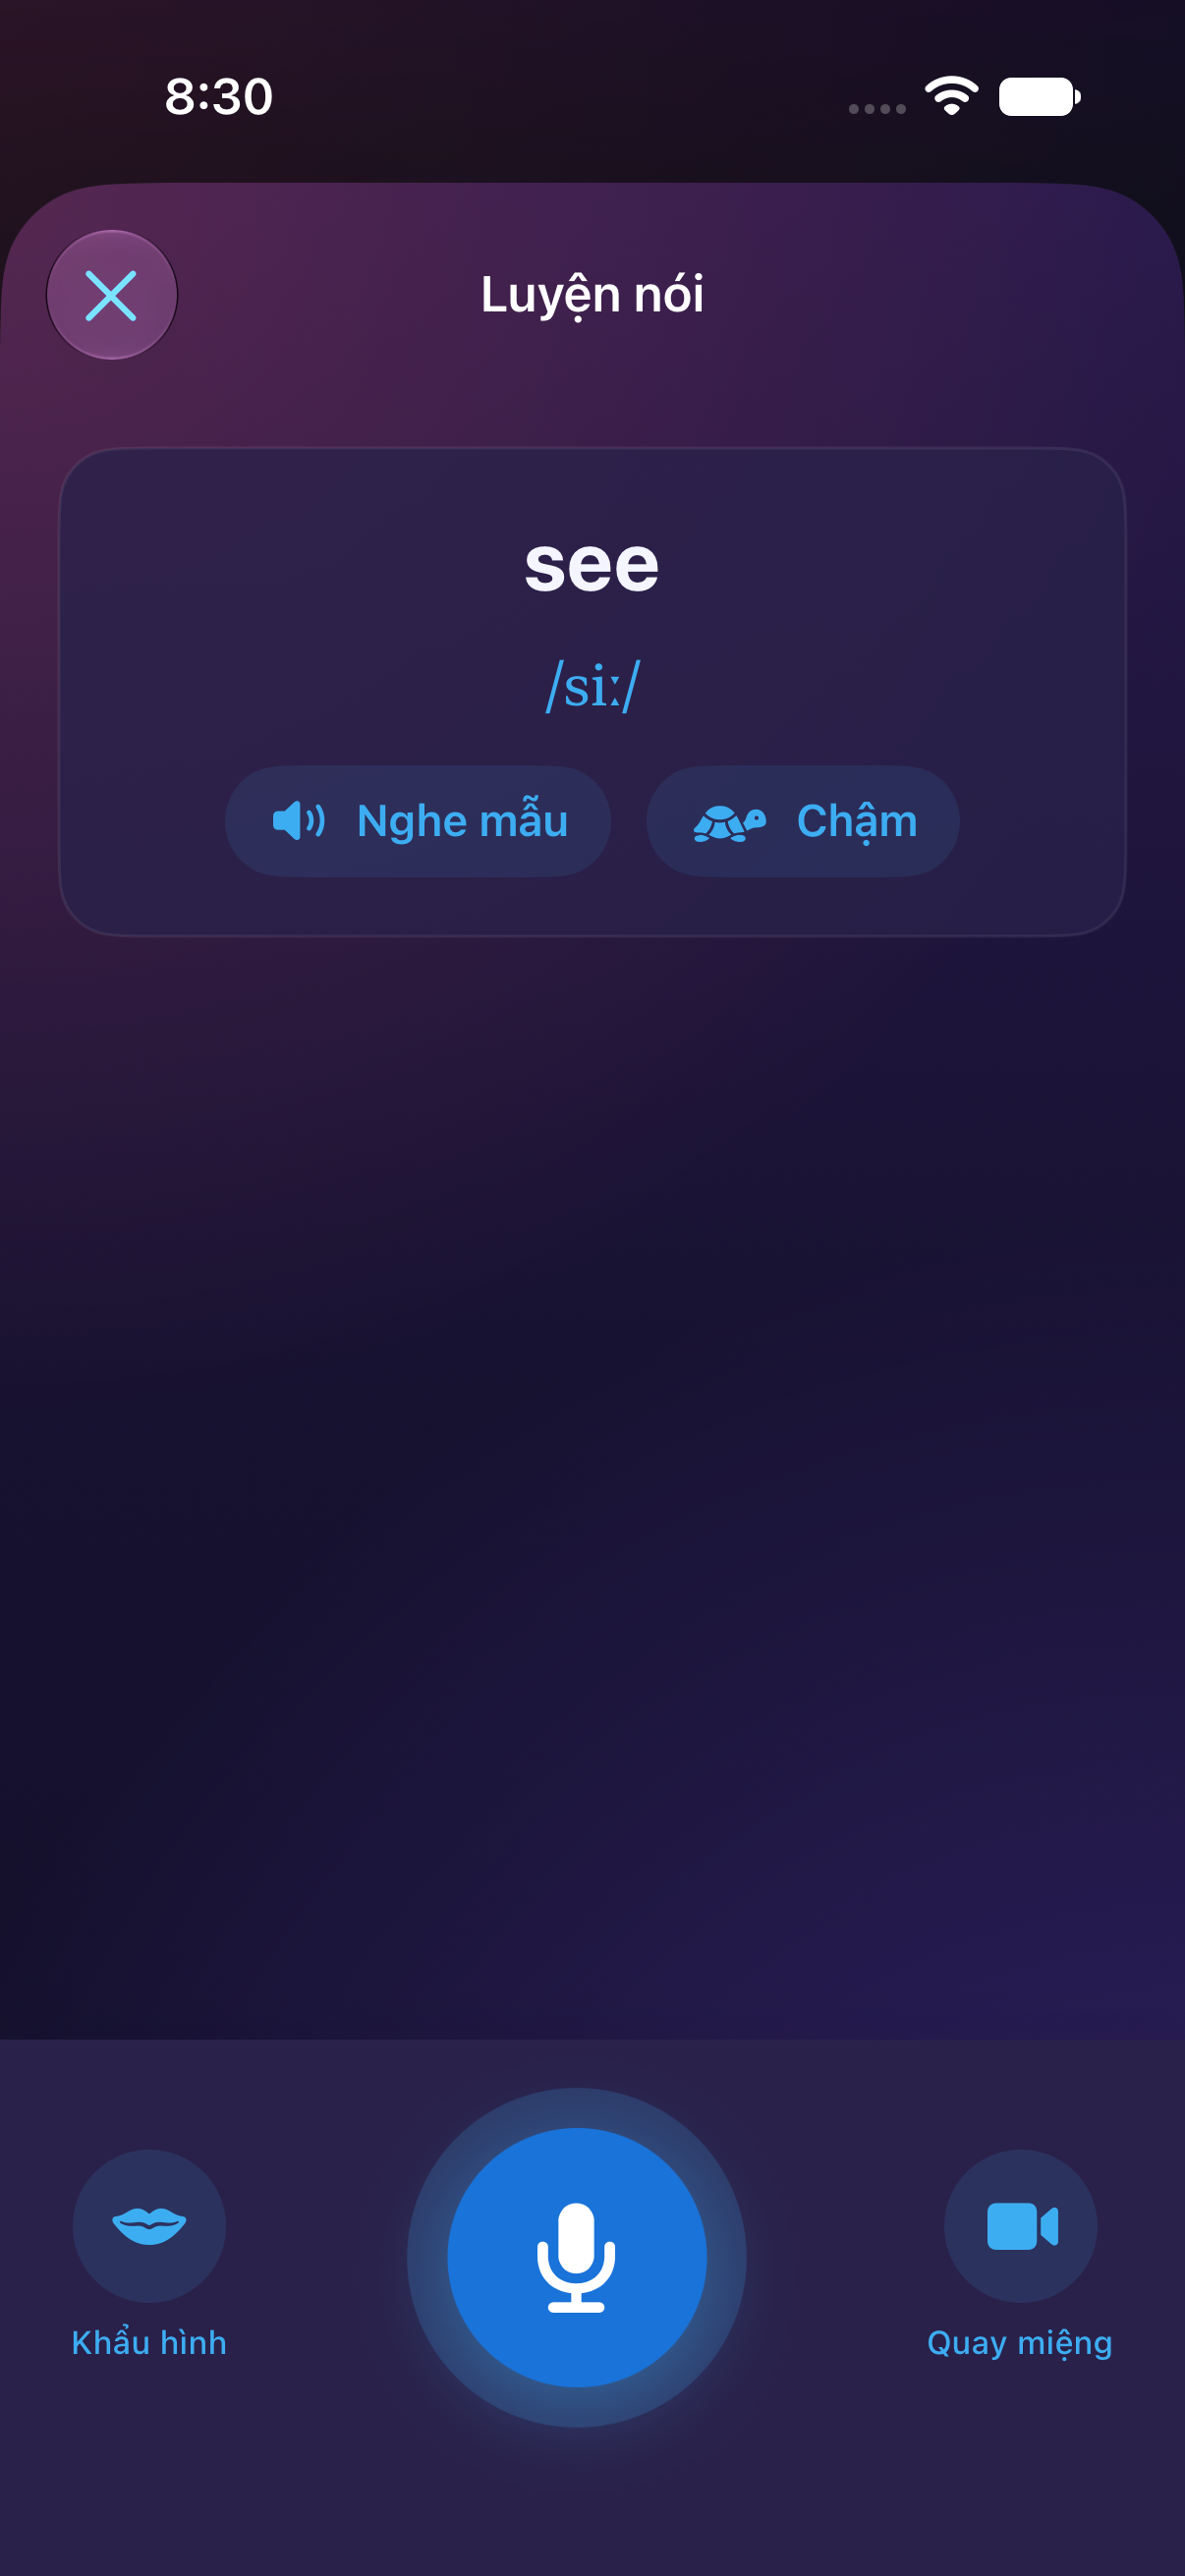 8:30
Luyện nói
see
/siː/
Nghe mẫu
Chậm
Khẩu hình
Quay miệng